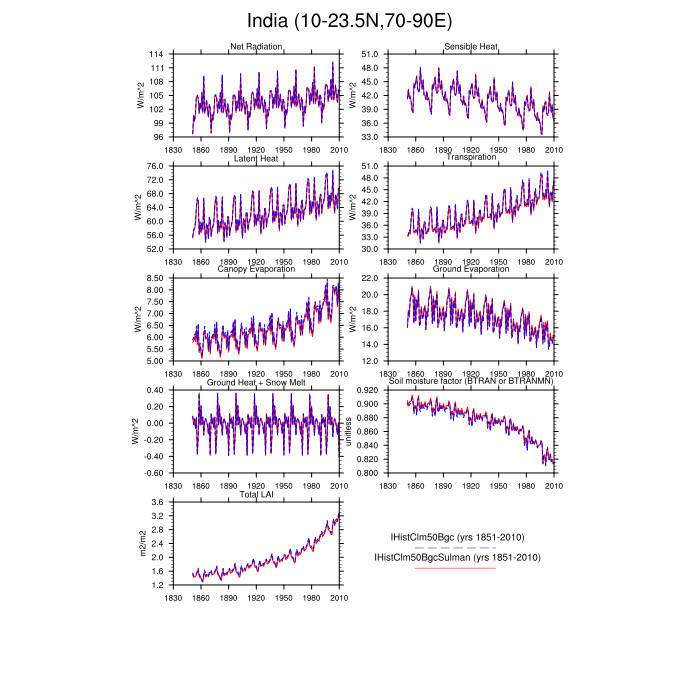 India (10-23.5N,70-90E)
Net Radiation
Sensible Heat
114
111
108
105
102
99
96
W/m^2
1830 1860 1890 1920 1950 1980 2010
51.0
48.0
45.0
42.0
39.0
36.0
33.0
W/m^2
1830 1860 1890 1920 1950 1980 2010
Latent Heat
Transpiration
76.0
72.0
68.0
64.0
60.0
56.0
52.0
W/m^2
1830 1860 1890 1920 1950 1980 2010
51.0
48.0
45.0
42.0
39.0
36.0
33.0
30.0
W/m^2
1830 1860 1890 1920 1950 1980 2010
Canopy Evaporation
Ground Evaporation
8.50
8.00
7.50
7.00
6.50
6.00
5.50
5.00
W/m^2
1830 1860 1890 1920 1950 1980 2010
22.0
20.0
18.0
16.0
14.0
12.0
W/m^2
1830 1860 1890 1920 1950 1980 2010
Ground Heat + Snow Melt
Soil moisture factor (BTRAN or BTRANMN)
0.40
0.20
0.00
-0.20
-0.40
-0.60
W/m^2
1830 1860 1890 1920 1950 1980 2010
0.920
0.900
0.880
0.860
0.840
0.820
0.800
unitless
1830 1860 1890 1920 1950 1980 2010
Total LAI
3.6
3.2
2.8
2.4
2.0
1.6
1.2
m2/m2
1830 1860 1890 1920 1950 1980 2010
IHistClm50Bgc (yrs 1851-2010)
IHistClm50BgcSulman (yrs 1851-2010)